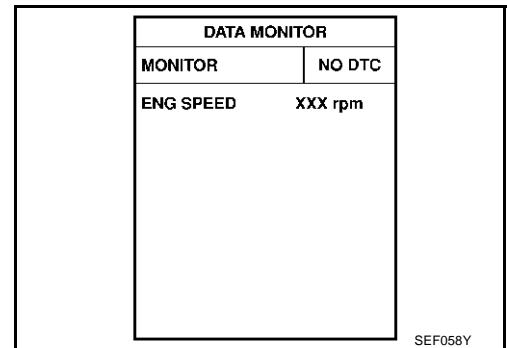 DATA MONITOR
MONITOR NO DTC
ENG SPEED XXX rpm
SEF058Y